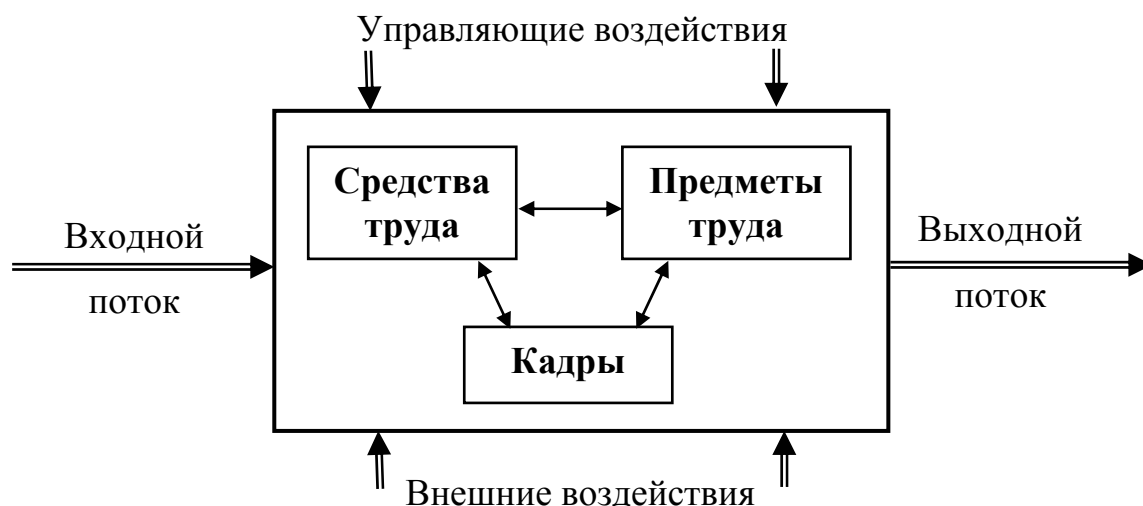 Управляющие воздействия
Средства
труда
Предметы
труда
Входной
поток
Выходной
поток
Кадры
Внешние воздействия